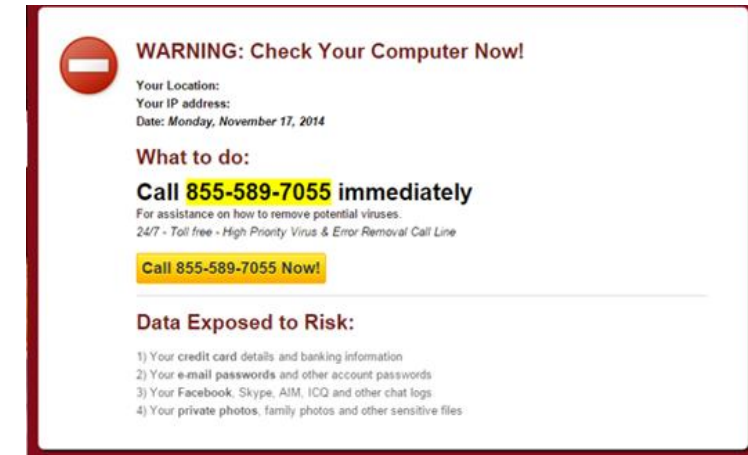 WARNING: Check Your Computer Now!
Your Location:
Your IP address:
Date: Monday, November 17, 2014
What to do:
Call 855-589-7055 immediately
For assistance on how to remove potential viruses.
24/7 - Toll free - High Priority Virus & Error Removal Call Line
Call 855-589-7055 Now!
Data Exposed to Risk:
1) Your credit card details and banking information
2) Your e-mail passwords and other account passwords
3) Your Facebook, Skype, AIM, ICQ and other chat logs
4) Your private photos, family photos and other sensitive files